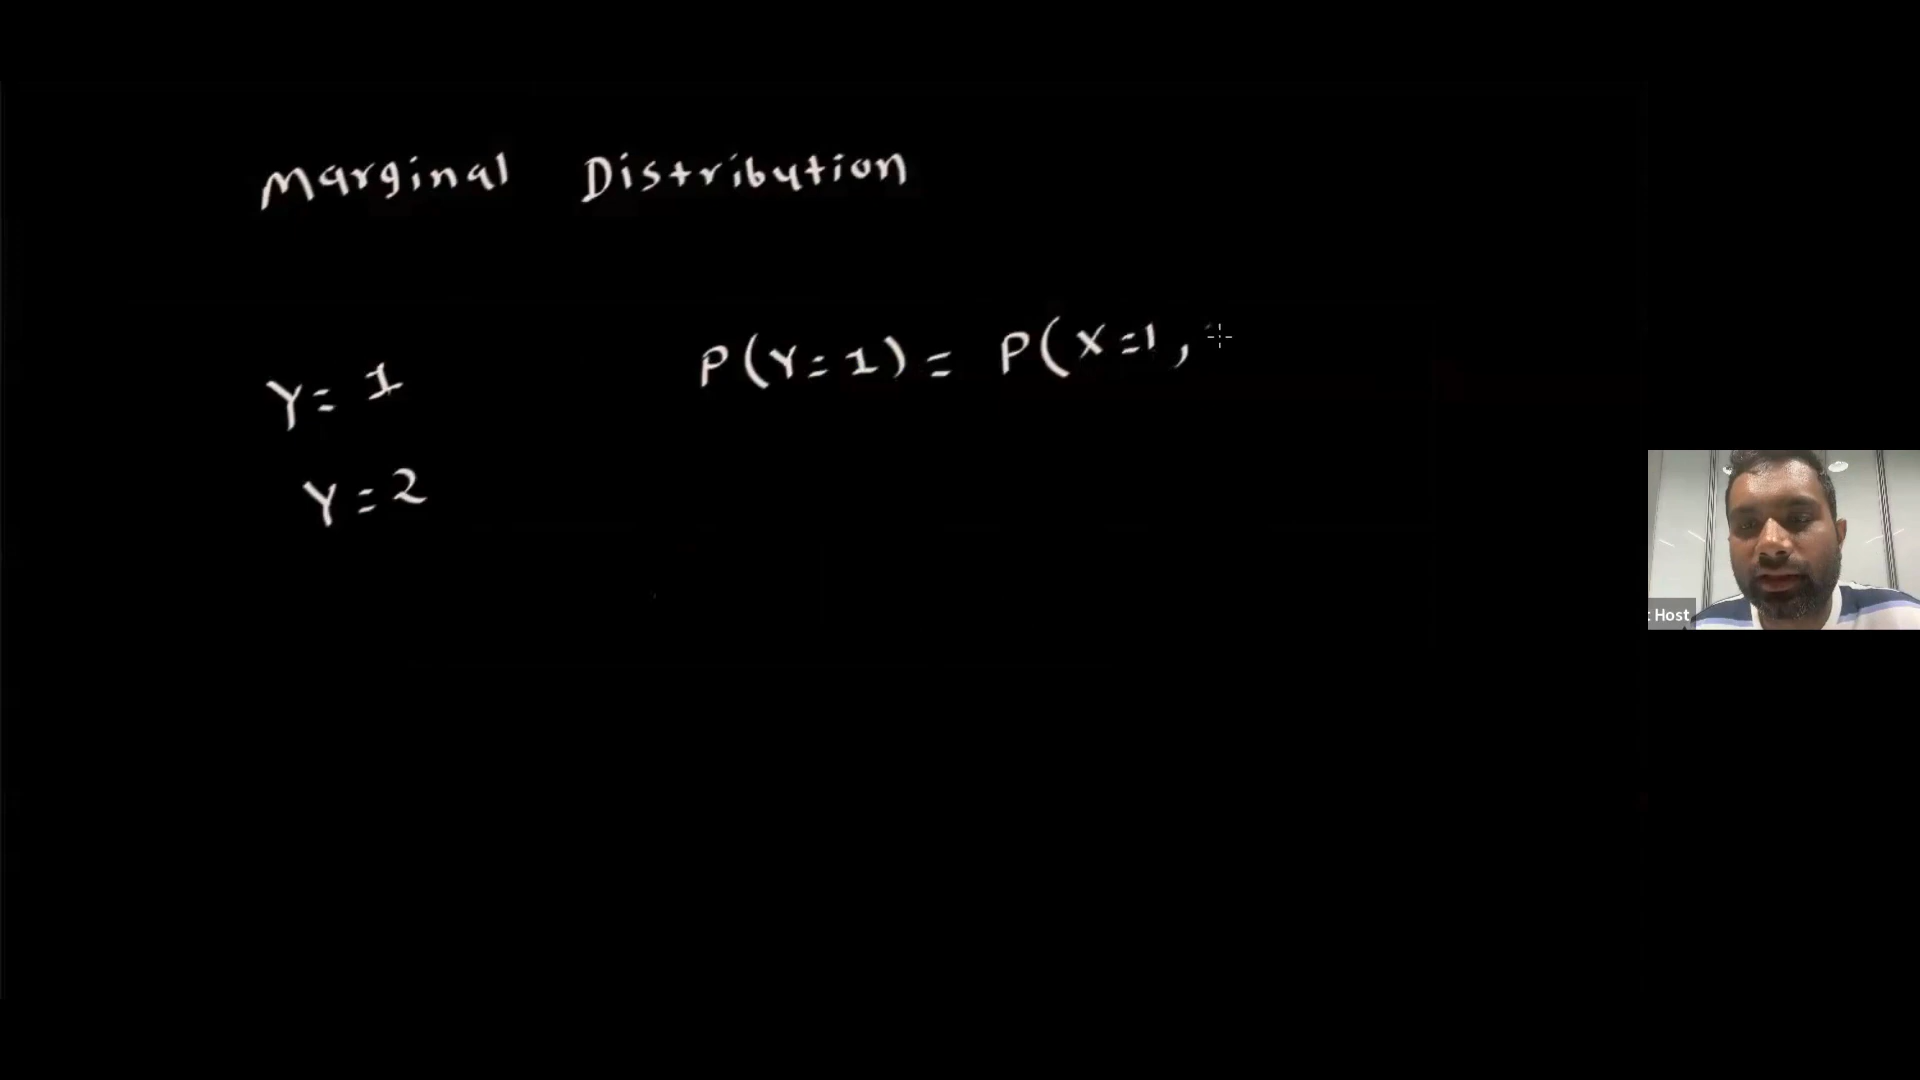 Marginal Distribution
P(Y=1) = P(X=1,
Y= 1
Y=2
Host